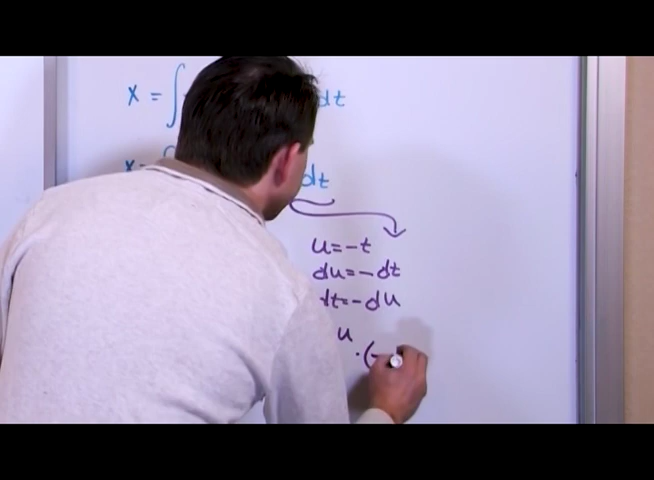 x = ∫ dt
x = dt
u = -t
du = -dt
dt = -du
u · (-